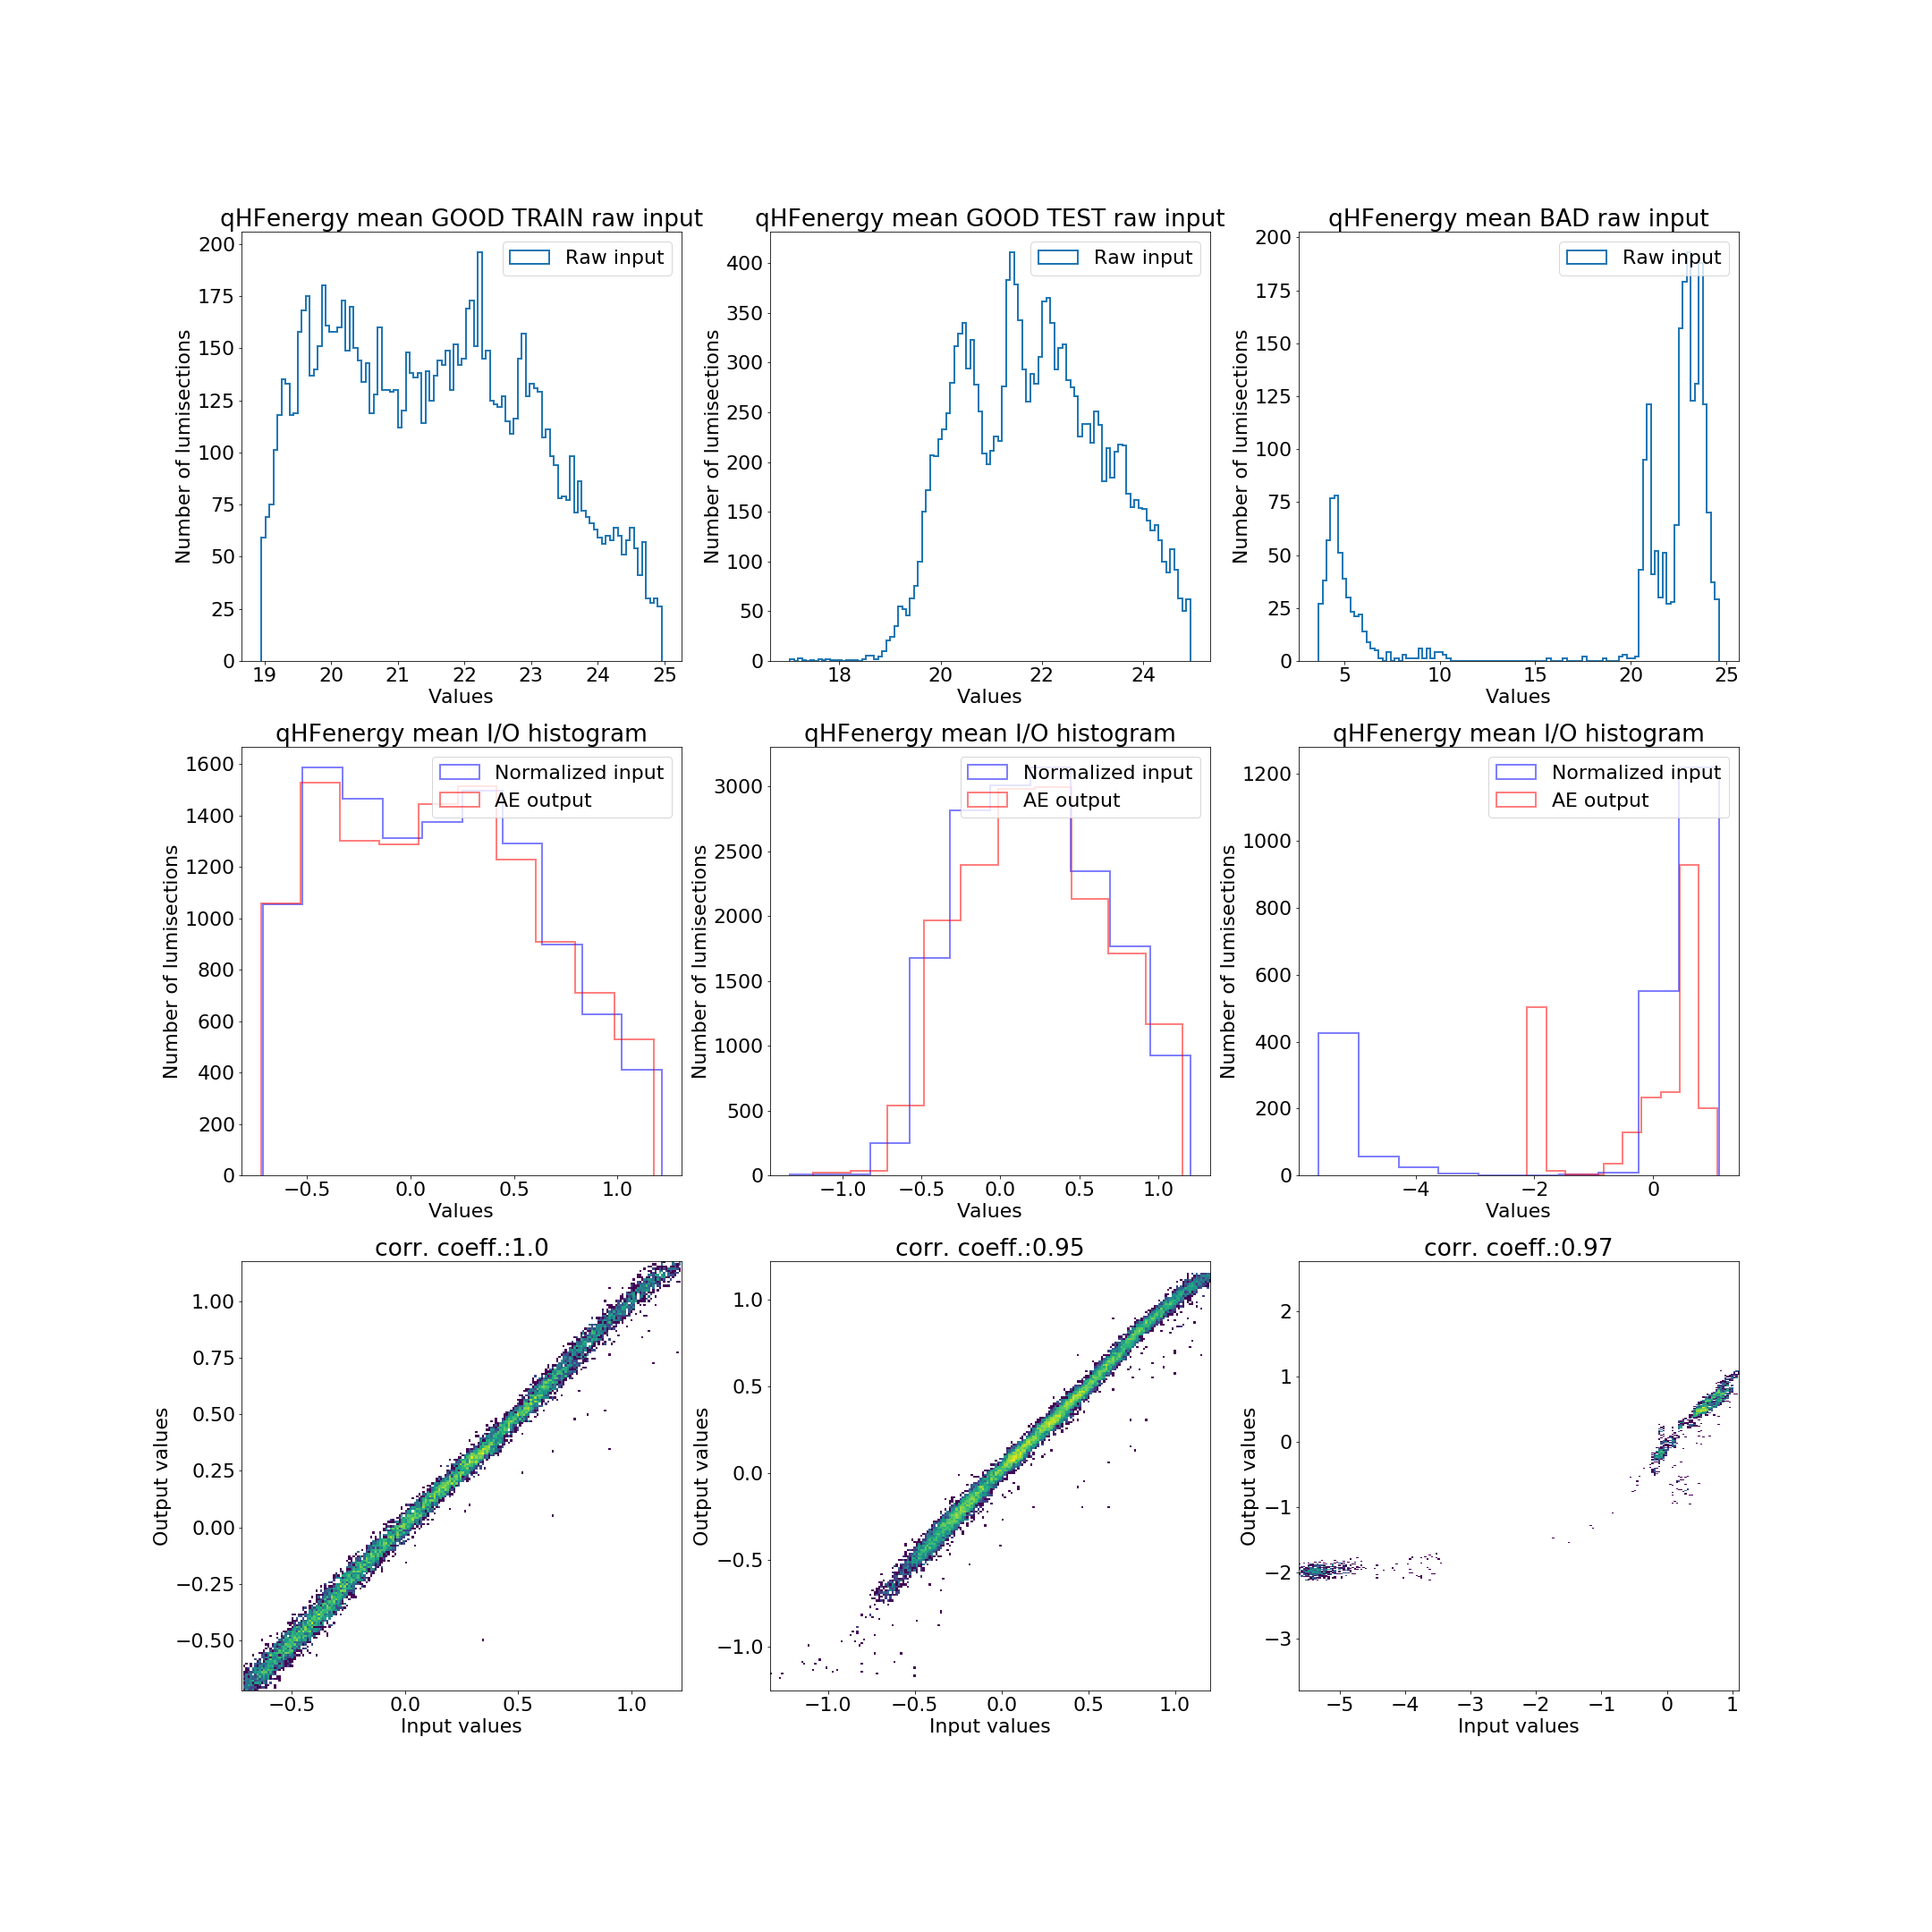 qHFenergy mean GOOD TRAIN raw input
200
175
150
125
100
75
50
25
0
Number of lumisections
Raw input
19 20 21 22 23 24 25
Values
qHFenergy mean GOOD TEST raw input
400
350
300
250
200
150
100
50
0
Number of lumisections
Raw input
18 20 22 24
Values
qHFenergy mean BAD raw input
200
175
150
125
100
75
50
25
0
Number of lumisections
Raw input
5 10 15 20 25
Values
qHFenergy mean I/O histogram
1600
1400
1200
1000
800
600
400
200
0
Number of lumisections
Normalized input
AE output
−0.5 0.0 0.5 1.0
Values
qHFenergy mean I/O histogram
3000
2500
2000
1500
1000
500
0
Number of lumisections
Normalized input
AE output
−1.0 −0.5 0.0 0.5 1.0
Values
qHFenergy mean I/O histogram
1200
1000
800
600
400
200
0
Number of lumisections
Normalized input
AE output
−4 −2 0
Values
corr. coeff.:1.0
1.00
0.75
0.50
0.25
0.00
−0.25
−0.50
Output values
−0.5 0.0 0.5 1.0
Input values
corr. coeff.:0.95
1.0
0.5
0.0
−0.5
−1.0
Output values
−1.0 −0.5 0.0 0.5 1.0
Input values
corr. coeff.:0.97
2
1
0
−1
−2
−3
Output values
−5 −4 −3 −2 −1 0 1
Input values